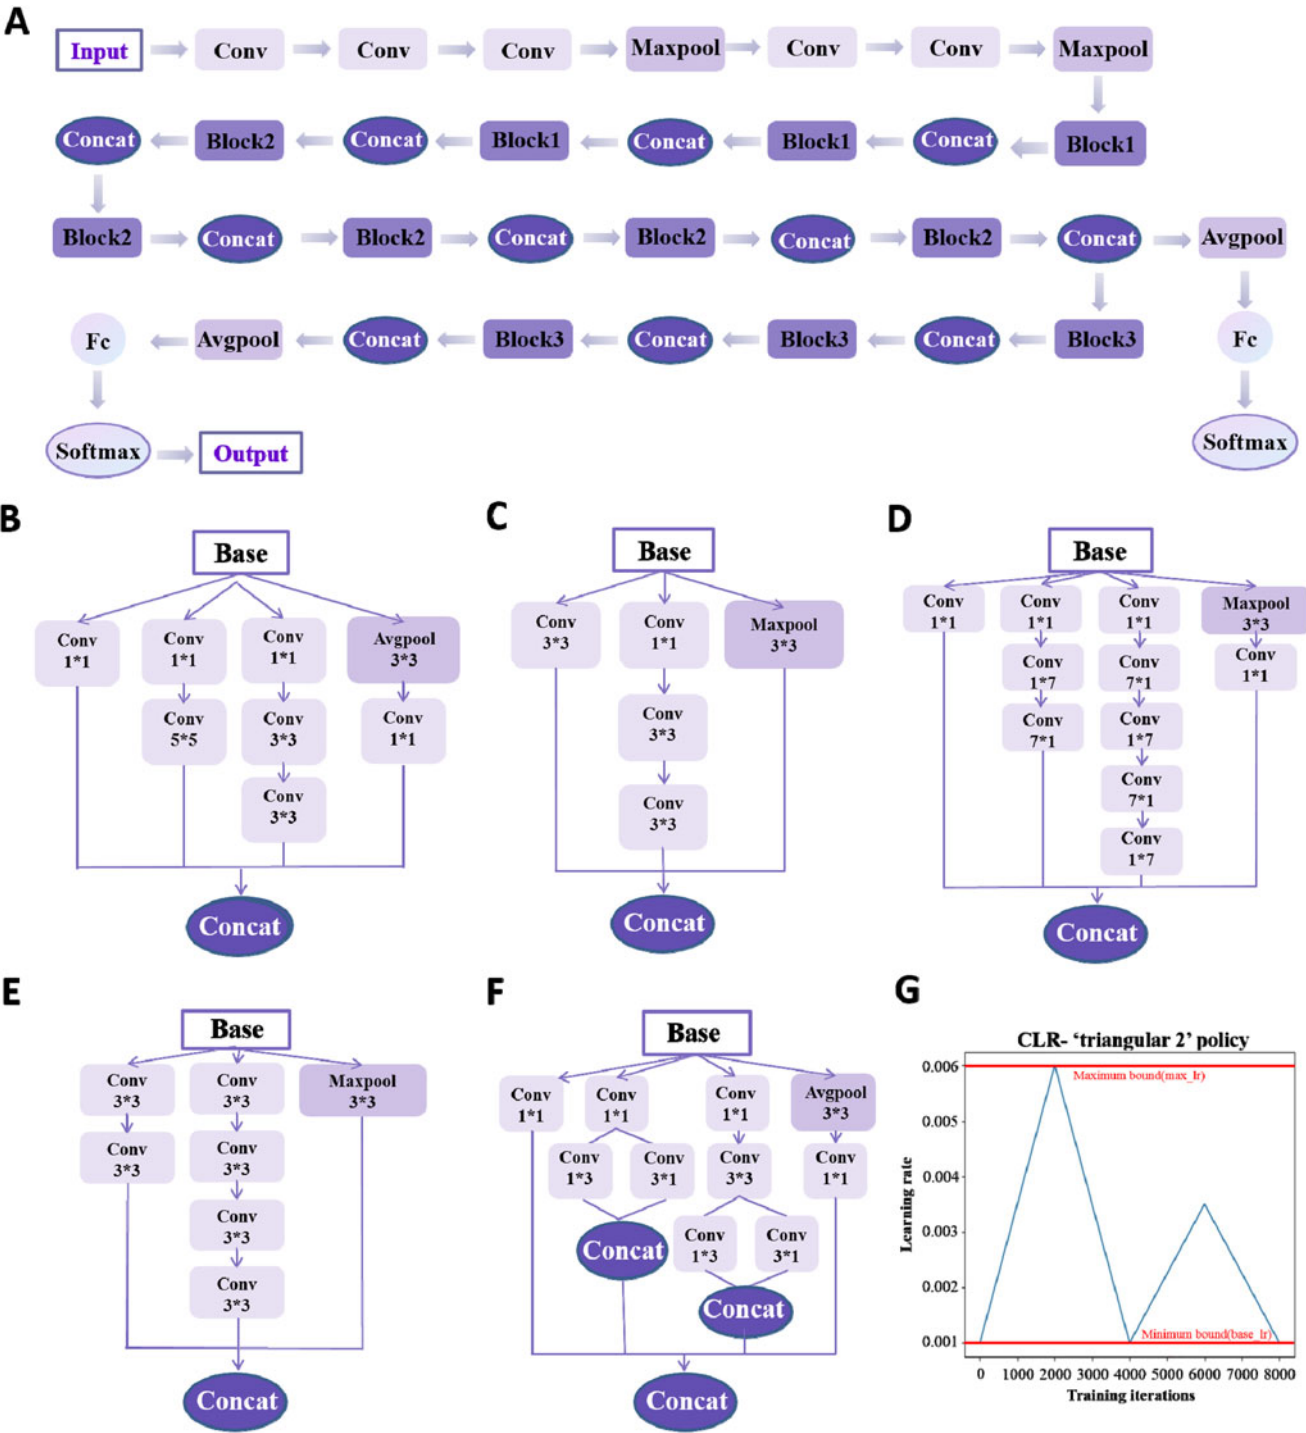 A
Input
Conv
Conv
Conv
Maxpool
Conv
Conv
Maxpool
Concat
Block2
Concat
Block1
Concat
Block1
Concat
Block1
Block2
Concat
Block2
Concat
Block2
Concat
Block2
Concat
Avgpool
Fc
Avgpool
Concat
Block3
Concat
Block3
Concat
Block3
Fc
Softmax
Output
Softmax
B
Base
Conv
1*1
Conv
1*1
Conv
1*1
Avgpool
3*3
Conv
5*5
Conv
3*3
Conv
1*1
Conv
3*3
Concat
C
Base
Conv
3*3
Conv
1*1
Maxpool
3*3
Conv
3*3
Conv
3*3
Concat
D
Base
Conv
1*1
Conv
1*1
Conv
1*1
Maxpool
3*3
Conv
1*7
Conv
7*1
Conv
1*1
Conv
7*1
Conv
1*7
Conv
7*1
Conv
1*7
Concat
E
Base
Conv
3*3
Conv
3*3
Maxpool
3*3
Conv
3*3
Conv
3*3
Conv
3*3
Conv
3*3
Concat
F
Base
Conv
1*1
Conv
1*1
Conv
1*1
Avgpool
3*3
Conv
1*3
Conv
3*1
Conv
3*3
Conv
1*1
Concat
Conv
1*3
Conv
3*1
Concat
Concat
G
CLR- ‘triangular 2’ policy
0.006
Maximum bound(max_lr)
0.005
0.004
0.003
0.002
0.001
Minimum bound(base_lr)
Learning rate
0 1000 2000 3000 4000 5000 6000 7000 8000
Training iterations